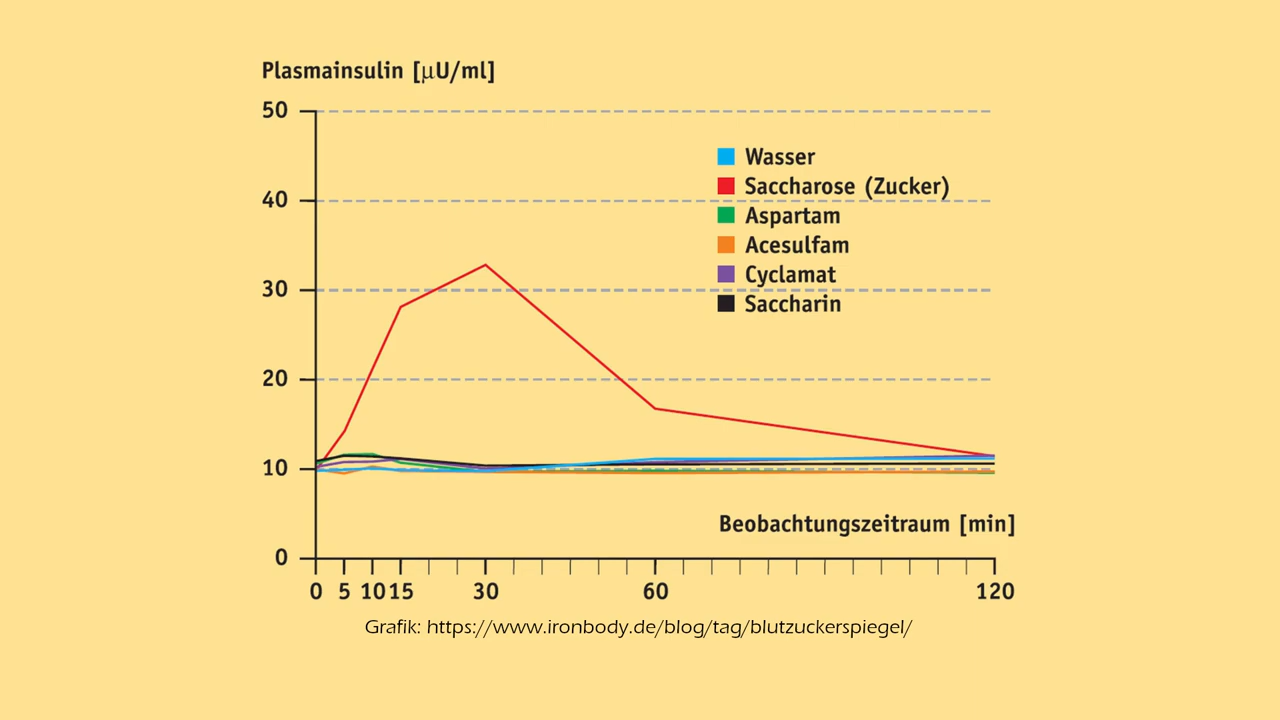 Plasmainsulin [µU/ml]
50
40
30
20
10
0
Wasser
Saccharose (Zucker)
Aspartam
Acesulfam
Cyclamat
Saccharin
Beobachtungszeitraum [min]
0 5 10 15 30 60 120
Grafik: https://www.ironbody.de/blog/tag/blutzuckerspiegel/